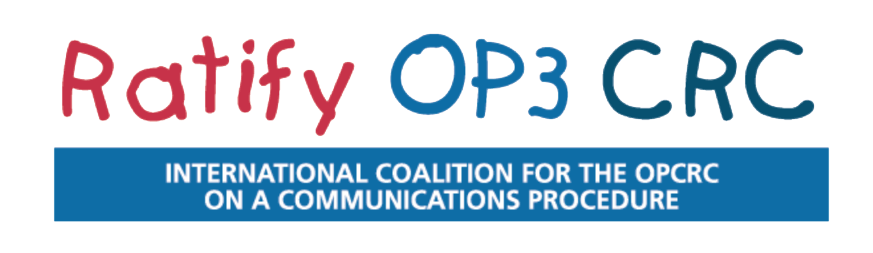 Ratify OP3 CRC
INTERNATIONAL COALITION FOR THE OPCRC
ON A COMMUNICATIONS PROCEDURE